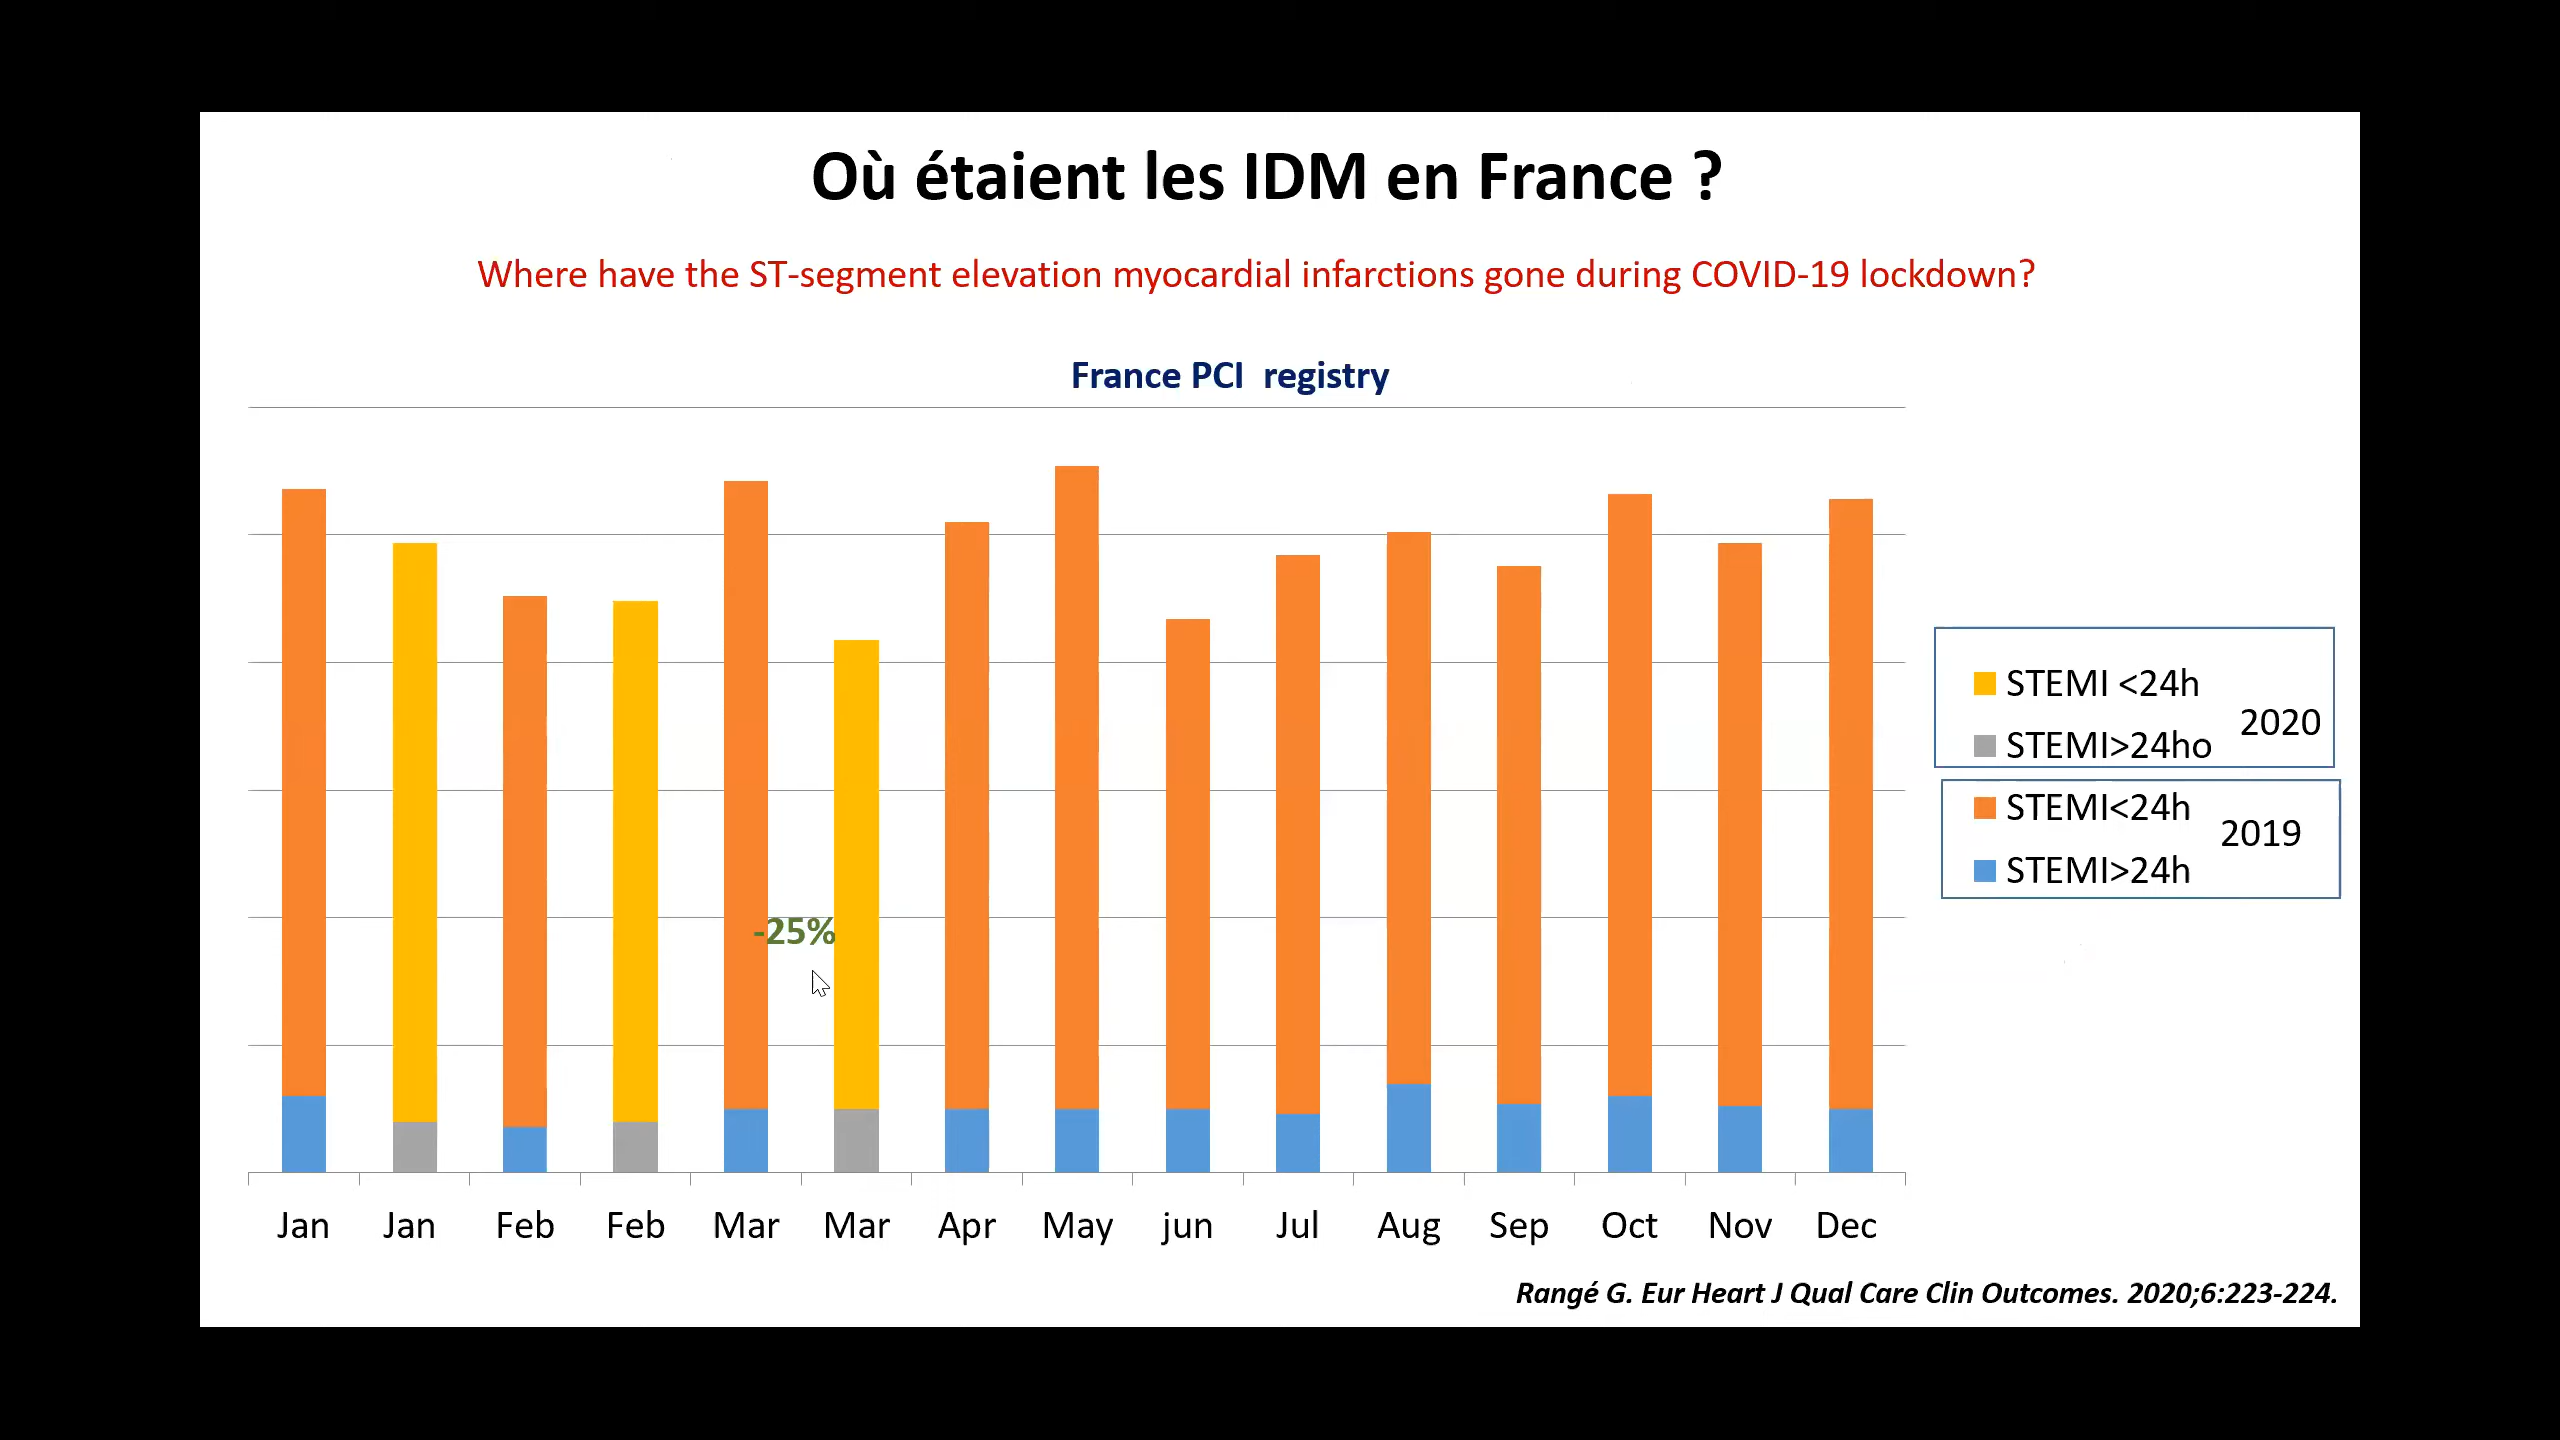 Où étaient les IDM en France ?
Where have the ST-segment elevation myocardial infarctions gone during COVID-19 lockdown?
France PCI registry
STEMI <24h
2020
STEMI>24ho
STEMI<24h
2019
STEMI>24h
-25%
Jan Jan Feb Feb Mar Mar Apr May jun Jul Aug Sep Oct Nov Dec
Rangé G. Eur Heart J Qual Care Clin Outcomes. 2020;6:223-224.